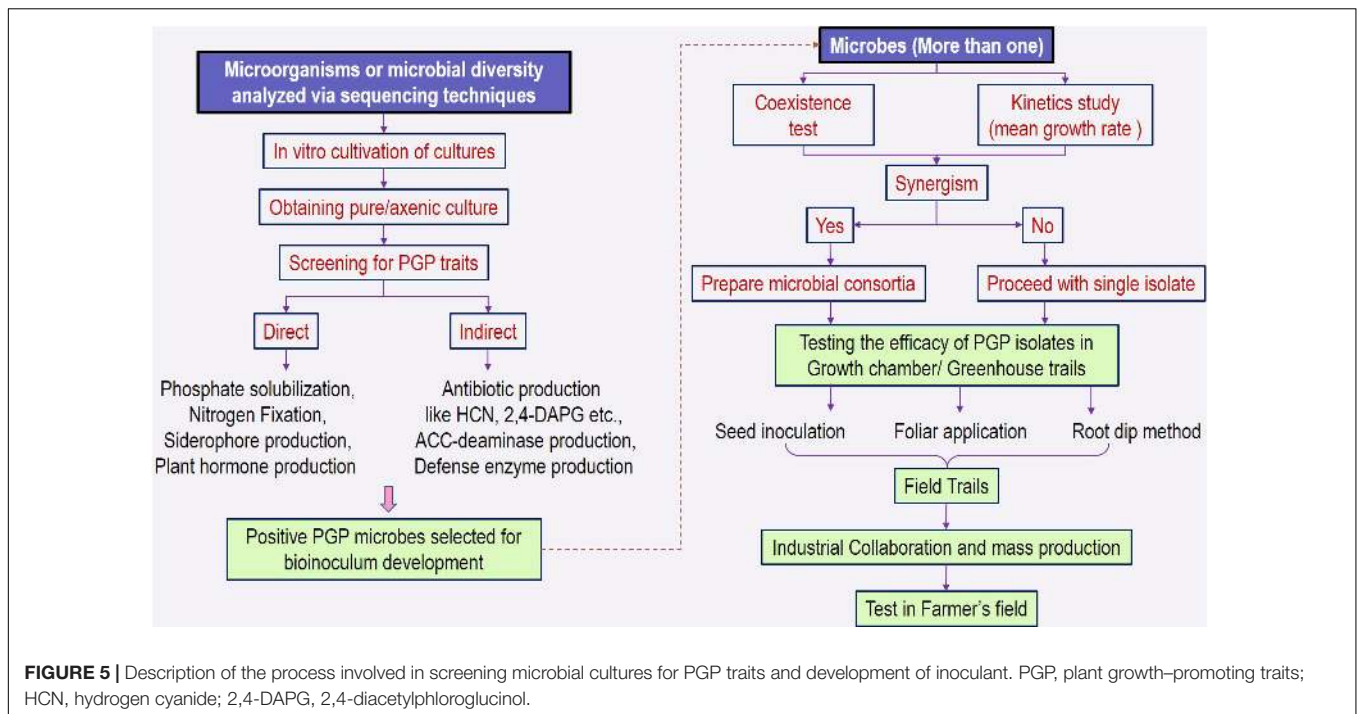 Microorganisms or microbial diversity
analyzed via sequencing techniques
In vitro cultivation of cultures
Obtaining pure/axenic culture
Screening for PGP traits
Direct
Indirect
Phosphate solubilization,
Nitrogen Fixation,
Siderophore production,
Plant hormone production
Antibiotic production
like HCN, 2,4-DAPG etc.,
ACC-deaminase production,
Defense enzyme production
Positive PGP microbes selected for
bioinoculum development
Microbes (More than one)
Coexistence
test
Kinetics study
(mean growth rate )
Synergism
Yes
No
Prepare microbial consortia
Proceed with single isolate
Testing the efficacy of PGP isolates in
Growth chamber/ Greenhouse trails
Seed inoculation
Foliar application
Root dip method
Field Trails
Industrial Collaboration and mass production
Test in Farmer's field
FIGURE 5 | Description of the process involved in screening microbial cultures for PGP traits and development of inoculant. PGP, plant growth–promoting traits;
HCN, hydrogen cyanide; 2,4-DAPG, 2,4-diacetylphloroglucinol.